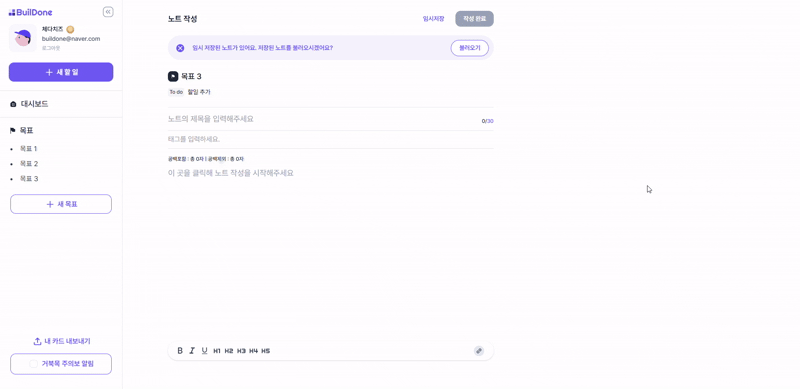 BuilDone
체다치즈
buildone@naver.com
로그아웃
+ 새 할 일
대시보드
목표
• 목표 1
• 목표 2
• 목표 3
+ 새 목표
내 카드 내보내기
거북목 주의보 알림
노트 작성
임시저장
작성 완료
임시 저장된 노트가 있어요. 저장된 노트를 불러오시겠어요?
불러오기
목표 3
To do 할일 추가
노트의 제목을 입력해주세요
0/30
태그를 입력하세요.
공백포함 : 총 0자 | 공백제외 : 총 0자
이 곳을 클릭해 노트 작성을 시작해주세요
B I U H1 H2 H3 H4 H5